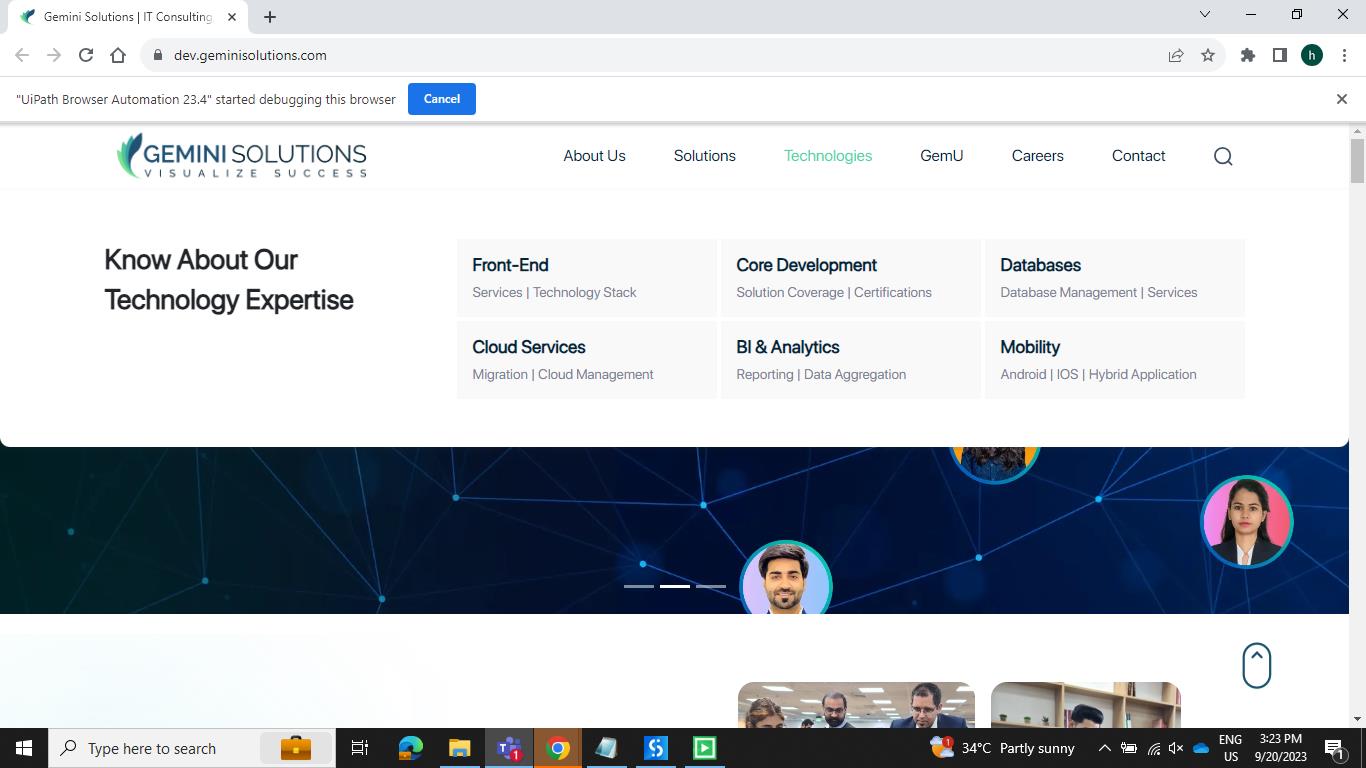 Gemini Solutions | IT Consulting
dev.geminisolutions.com
h
"UiPath Browser Automation 23.4" started debugging this browser
Cancel
GEMINI SOLUTIONS
VISUALIZE SUCCESS
About Us
Solutions
Technologies
GemU
Careers
Contact
Know About Our
Technology Expertise
Front-End
Services | Technology Stack
Core Development
Solution Coverage | Certifications
Databases
Database Management | Services
Cloud Services
Migration | Cloud Management
BI & Analytics
Reporting | Data Aggregation
Mobility
Android | IOS | Hybrid Application
Type here to search
1
1
34°C Partly sunny
ENG
US
3:23 PM
9/20/2023
1